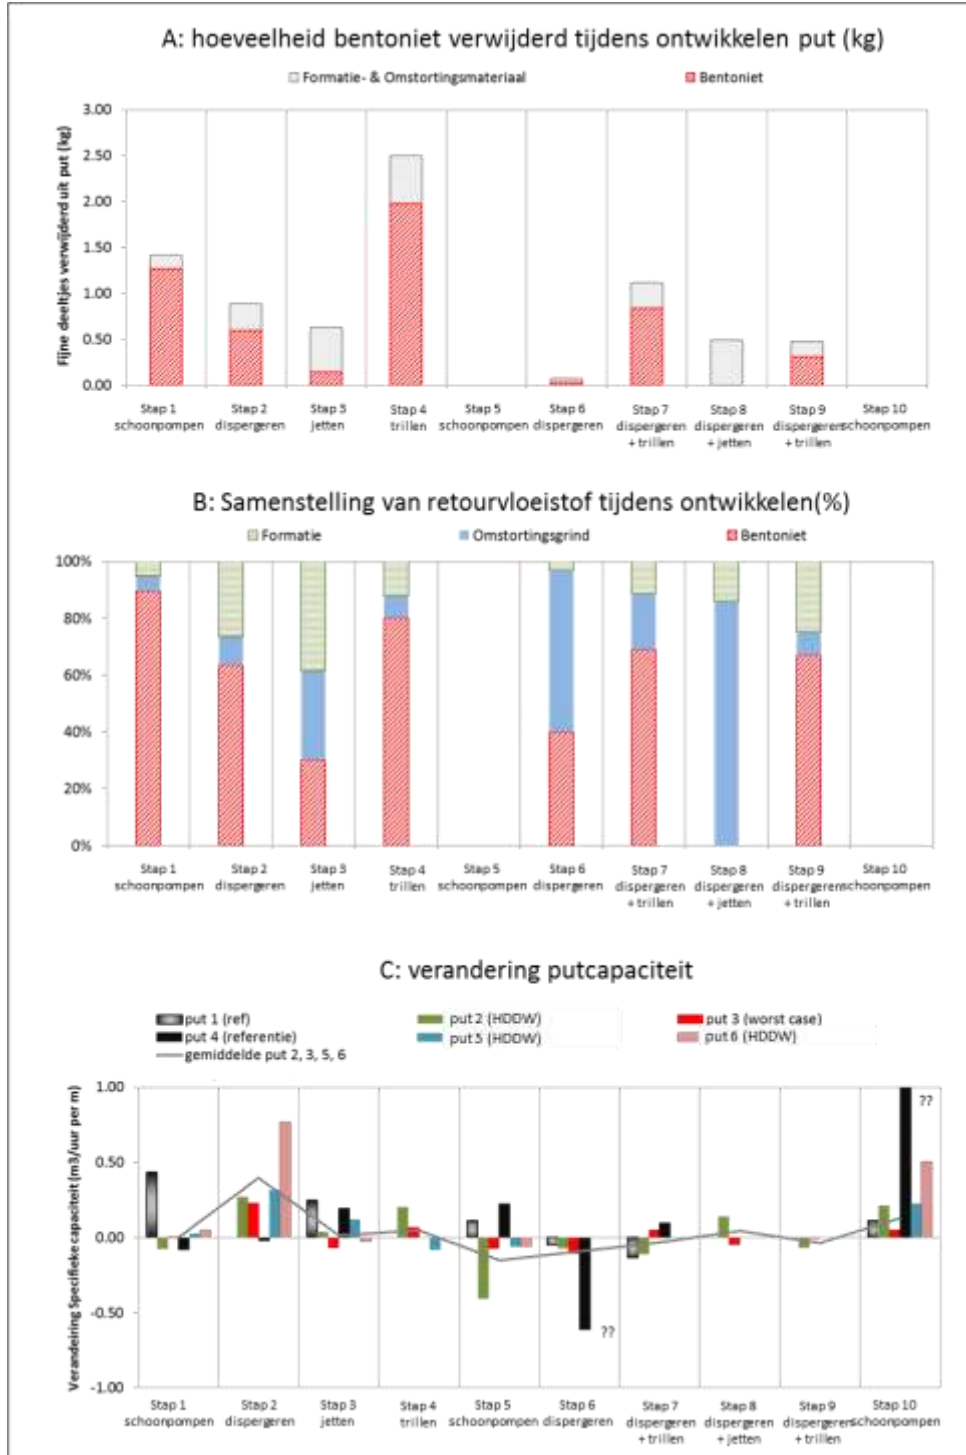 A: hoeveelheid bentoniet verwijderd tijdens ontwikkelen put (kg)
Formatie- & Omstortingsmateriaal Bentoniet
Fijne deeltjes verwijderd uit put (kg)
3.00
2.50
2.00
1.50
1.00
0.50
0.00
Stap 1 Stap 2 Stap 3 Stap 4 Stap 5 Stap 6 Stap 7 Stap 8 Stap 9 Stap 10
schoonpompen dispergeren jetten trillen schoonpompen dispergeren dispergeren dispergeren dispergeren schoonpompen
+ trillen + jetten + trillen
B: Samenstelling van retourvloeistof tijdens ontwikkelen(%)
Formatie Omstortingsgrind Bentoniet
100%
80%
60%
40%
20%
0%
Stap 1 Stap 2 Stap 3 Stap 4 Stap 5 Stap 6 Stap 7 Stap 8 Stap 9 Stap 10
schoonpompen dispergeren jetten trillen schoonpompen dispergeren dispergeren dispergeren dispergeren schoonpompen
+ trillen + jetten + trillen
C: verandering putcapaciteit
put 1 (ref) put 2 (HDDW) put 3 (worst case)
put 4 (referentie) put 5 (HDDW) put 6 (HDDW)
gemiddelde put 2, 3, 5, 6
Verandeiring Specifieke capaciteit (m3/uur per m)
1.00
??
0.50
0.00
-0.50
??
-1.00
Stap 1 Stap 2 Stap 3 Stap 4 Stap 5 Stap 6 Stap 7 Stap 8 Stap 9 Stap 10
schoonpompen dispergeren jetten trillen schoonpompen dispergeren dispergeren dispergeren dispergeren schoonpompen
+ trillen + jetten + trillen